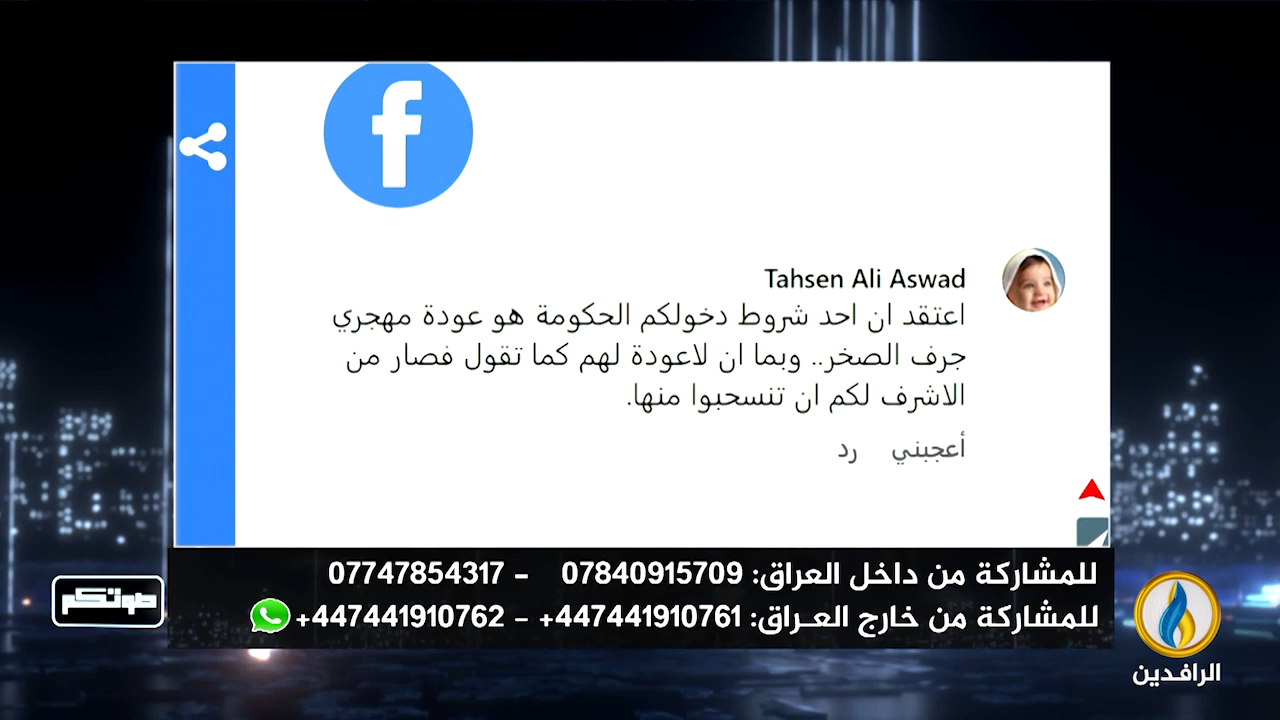 f
Tahsen Ali Aswad
اعتقد ان احد شروط دخولكم الحكومة هو عودة مهجري
جرف الصخر.. وبما ان لاعودة لهم كما تقول فصار من
الاشرف لكم ان تنسحبوا منها.
أعجبني رد
للمشاركة من داخل العراق: 07840915709 - 07747854317
للمشاركة من خارج العـراق: 447441910761+ - 447441910762+
صوتكم
الرافدين